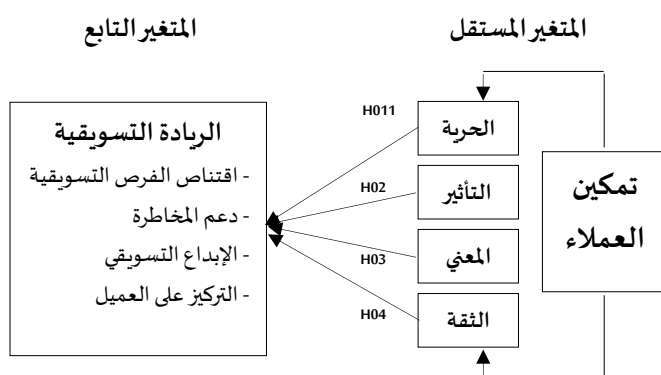 المتغير المستقل
المتغير التابع
تمكين
العملاء
الحرية
التأثير
المعني
الثقة
H011
H02
H03
H04
الريادة التسويقية
- اقتناص الفرص التسويقية
- دعم المخاطرة
- الإبداع التسويقي
- التركيز على العميل